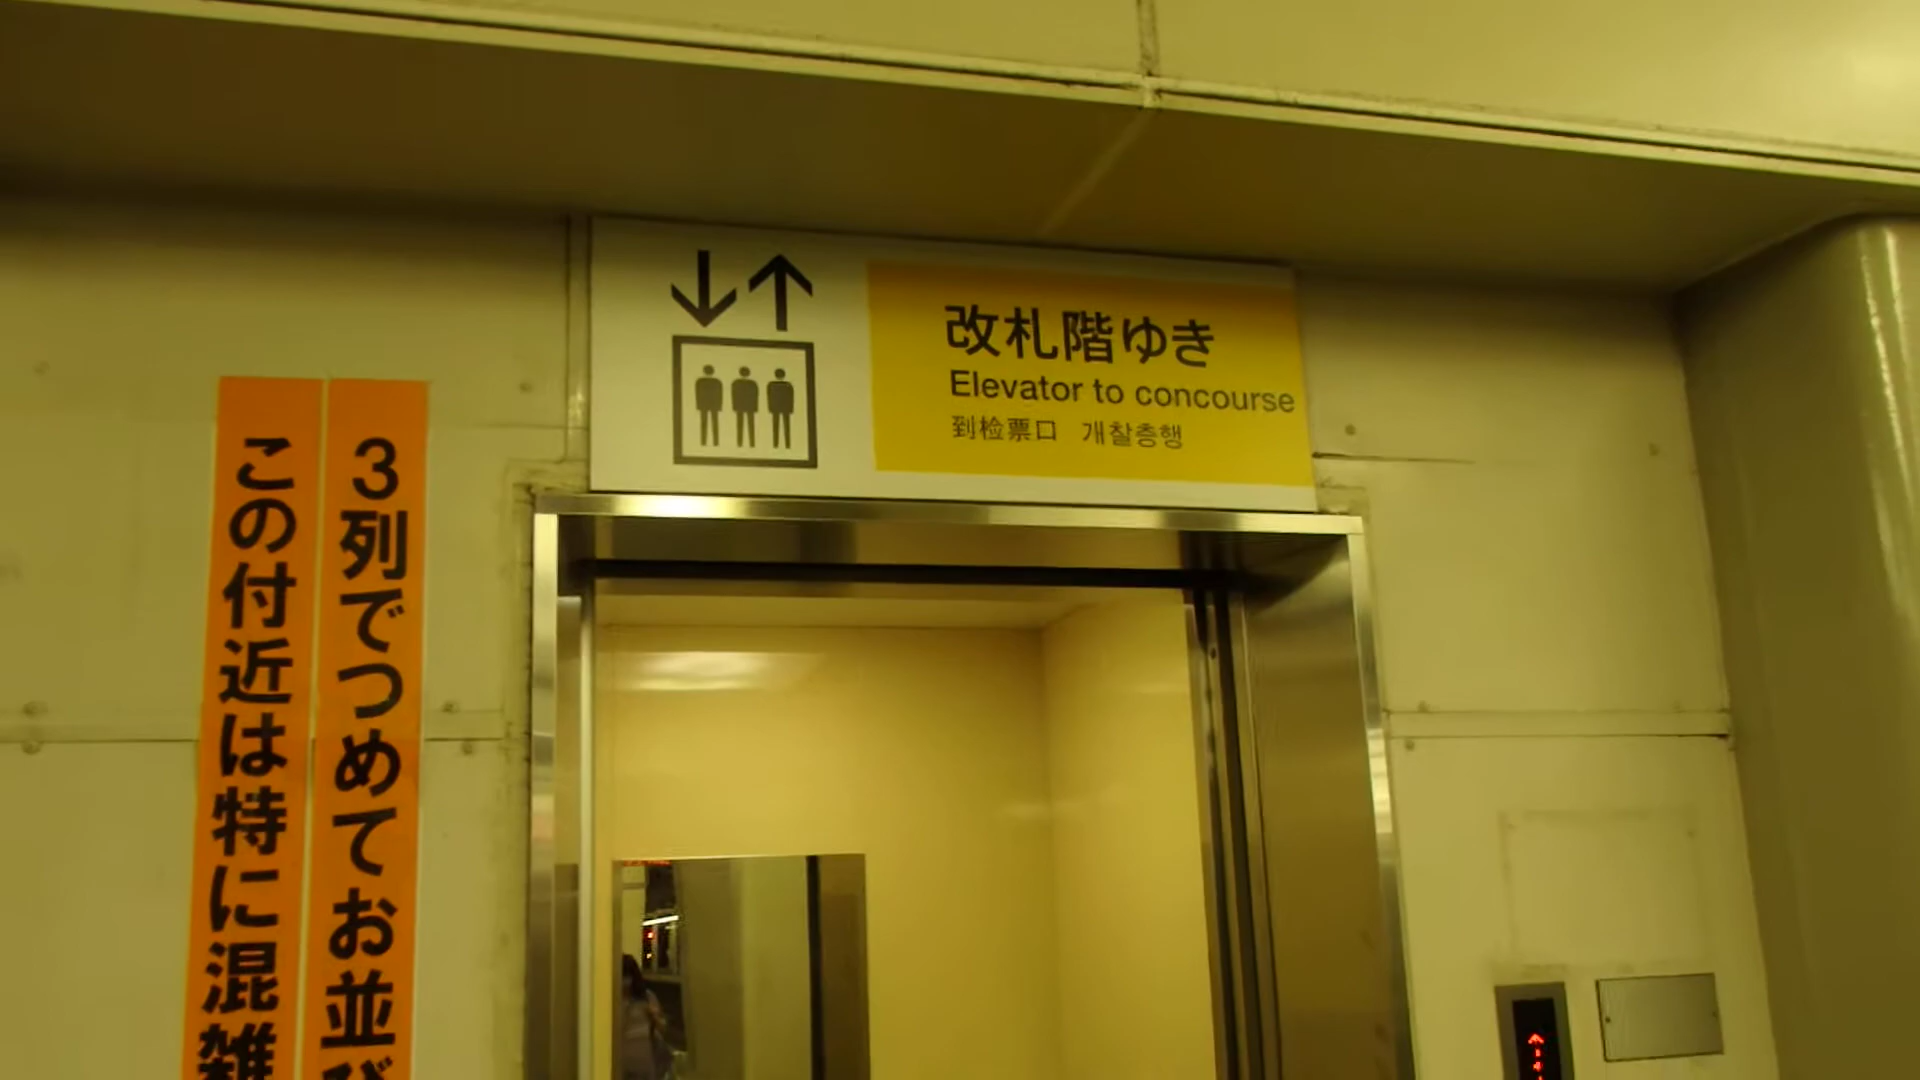 改札階ゆき
Elevator to concourse
到检票口 개찰층행
3列でつめてお並び
この付近は特に混雑